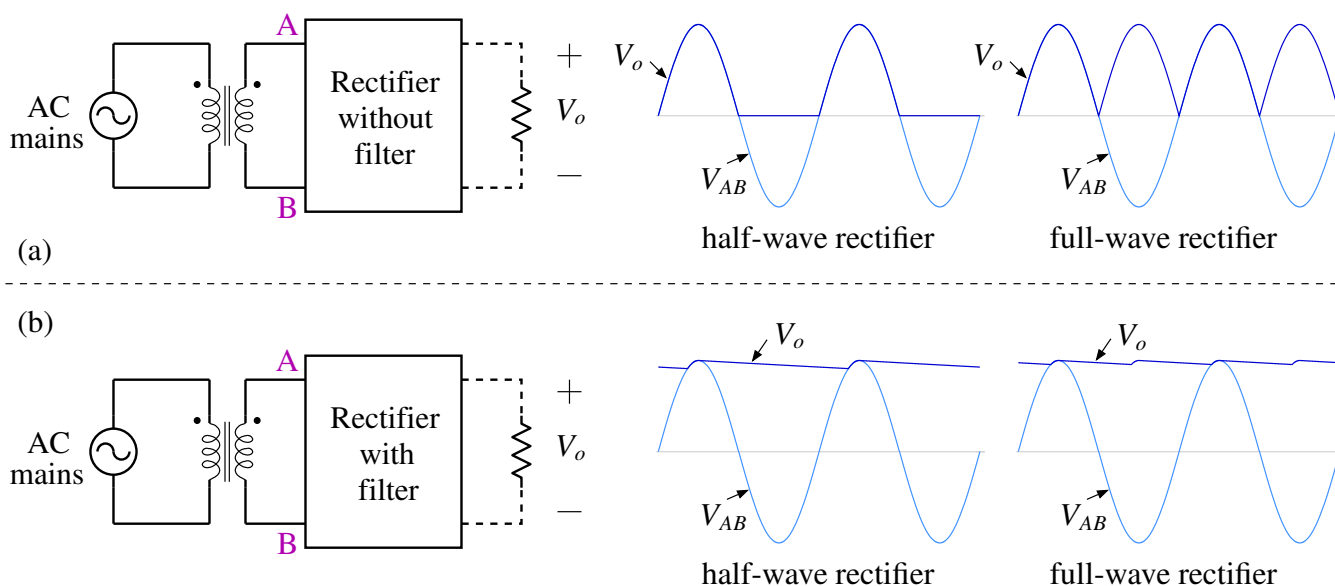 A
AC
mains
Rectifier
without
filter
B
+
V_o
−
(a)
V_o
V_AB
half-wave rectifier
V_o
V_AB
full-wave rectifier
(b)
A
AC
mains
Rectifier
with
filter
B
+
V_o
−
V_o
V_AB
half-wave rectifier
V_o
V_AB
full-wave rectifier